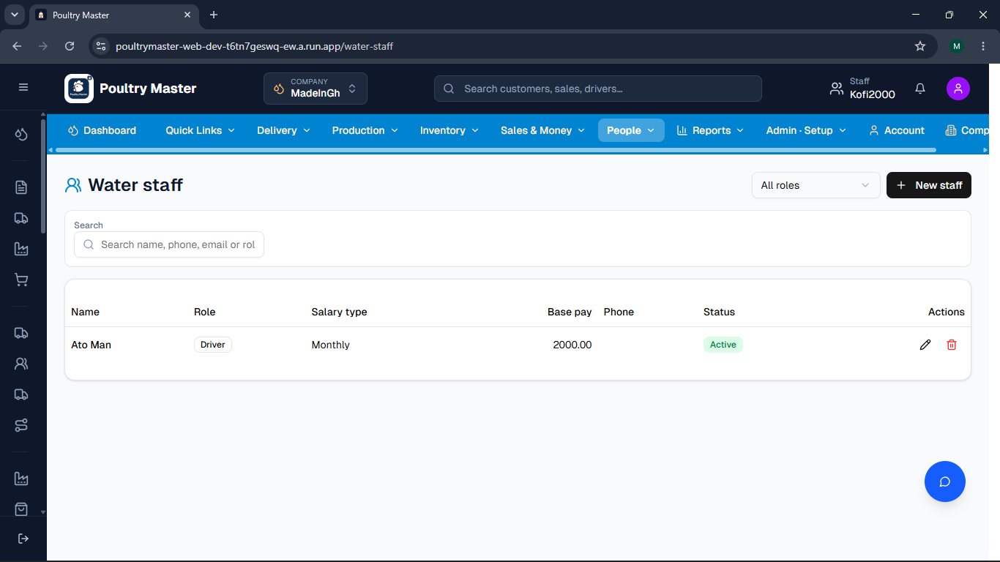 Poultry Master
poultrymaster-web-dev-t6tn7geswq-ew.a.run.app/water-staff
M
Poultry Master
COMPANY
MadeInGh
Search customers, sales, drivers...
Staff
Kofi2000
Dashboard Quick Links Delivery Production Inventory Sales & Money People Reports Admin - Setup Account Comp
Water staff
All roles
New staff
Search
Search name, phone, email or rol
Name Role Salary type Base pay Phone Status Actions
Ato Man Driver Monthly 2000.00 Active